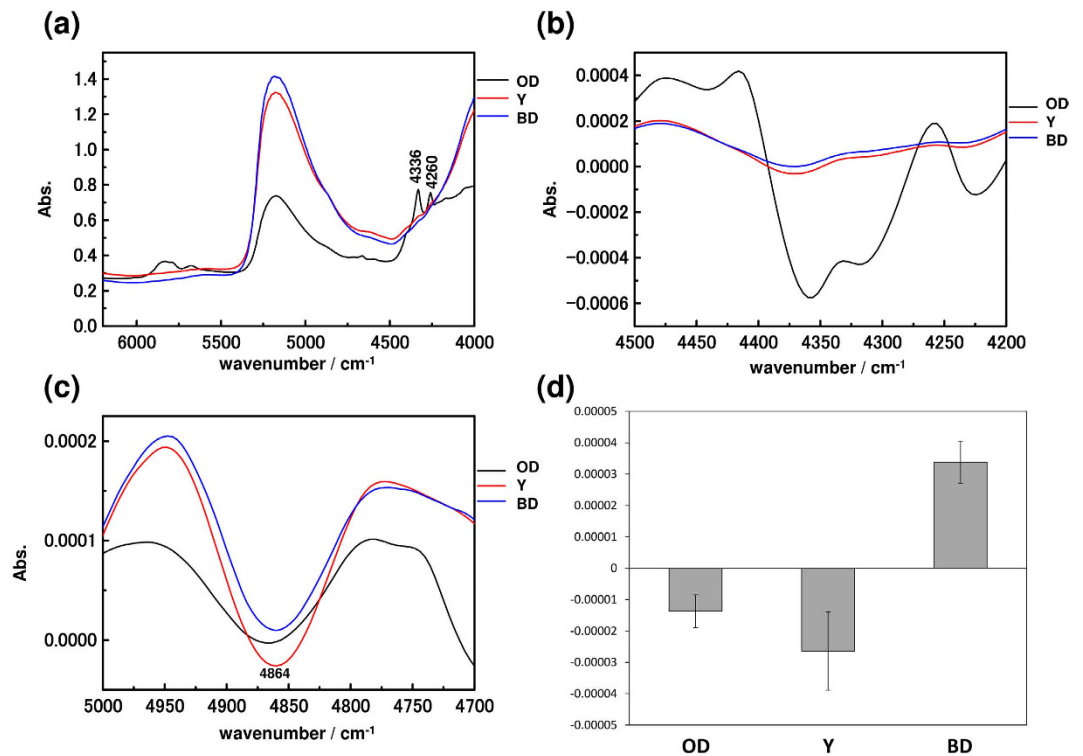 (a)
1.4
1.2
1.0
0.8
0.6
0.4
0.2
0.0
Abs.
4336
4260
6000 5500 5000 4500 4000
wavenumber / cm⁻¹
OD
Y
BD
(b)
0.0004
0.0002
0.0000
−0.0002
−0.0004
−0.0006
Abs.
4500 4450 4400 4350 4300 4250 4200
wavenumber / cm⁻¹
OD
Y
BD
(c)
0.0002
0.0001
0.0000
Abs.
4864
5000 4950 4900 4850 4800 4750 4700
wavenumber / cm⁻¹
OD
Y
BD
(d)
0.00005
0.00004
0.00003
0.00002
0.00001
0
-0.00001
-0.00002
-0.00003
-0.00004
-0.00005
OD Y BD